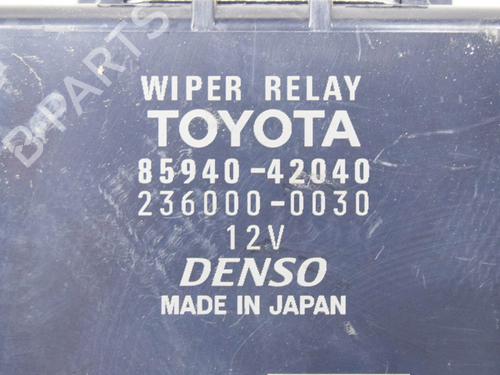 B-PARTS
WIPER RELAY
TOYOTA
85940-42040
236000-0030
12V
DENSO
MADE IN JAPAN